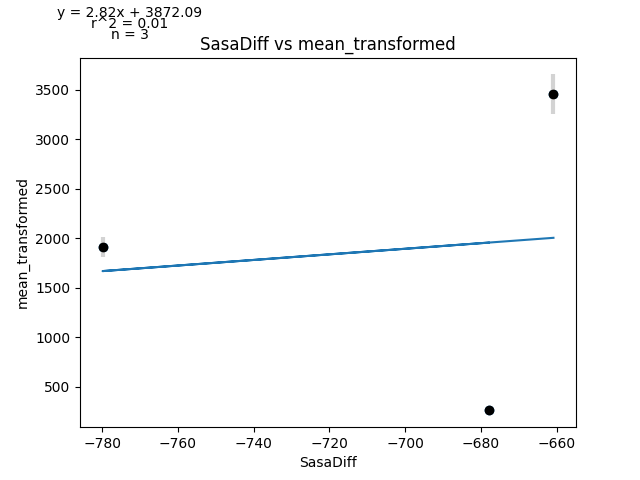 y = 2.82x + 3872.09
r^2 = 0.01
n = 3
SasaDiff vs mean_transformed
3500
3000
2500
2000
1500
1000
500
mean_transformed
−780
−760
−740
−720
−700
−680
−660
SasaDiff